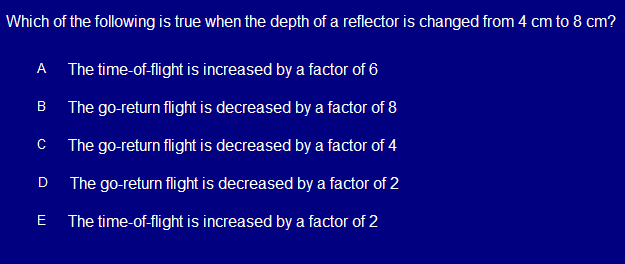 Which of the following is true when the depth of a reflector is changed from 4 cm to 8 cm?
A The time-of-flight is increased by a factor of 6
B The go-return flight is decreased by a factor of 8
C The go-return flight is decreased by a factor of 4
D The go-return flight is decreased by a factor of 2
E The time-of-flight is increased by a factor of 2